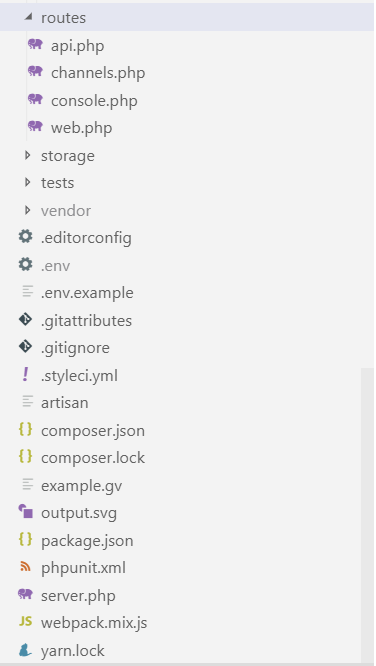 routes
api.php
channels.php
console.php
web.php
storage
tests
vendor
.editorconfig
.env
.env.example
.gitattributes
.gitignore
! .styleci.yml
artisan
{} composer.json
{} composer.lock
example.gv
output.svg
{} package.json
phpunit.xml
server.php
JS webpack.mix.js
yarn.lock